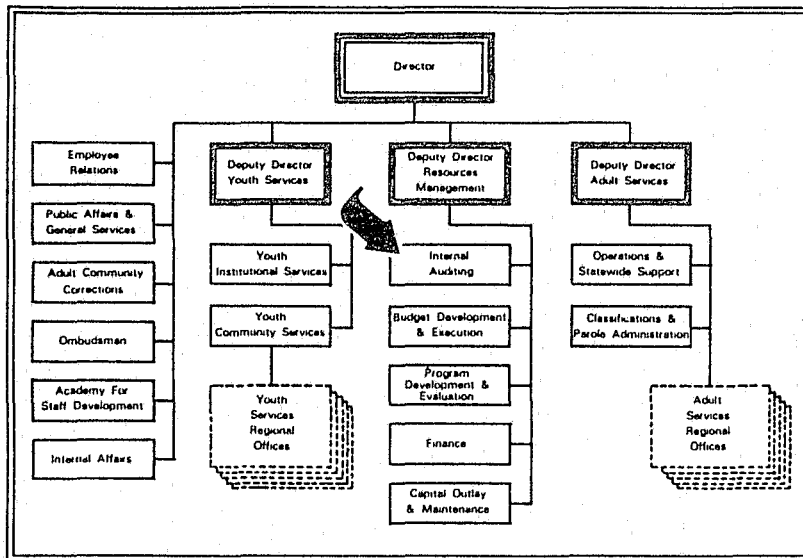 Director
Employee
Relations
Public Affairs &
General Services
Adult Community
Corrections
Ombudsman
Academy For
Staff Development
Internal Affairs
Deputy Director
Youth Services
Youth
Institutional Services
Youth
Community Services
Youth
Services
Regional
Offices
Deputy Director
Resources
Management
Internal
Auditing
Budget Development
& Execution
Program
Development &
Evaluation
Finance
Capital Outlay
& Maintenance
Deputy Director
Adult Services
Operations &
Statewide Support
Classifications &
Parole Administration
Adult
Services
Regional
Offices